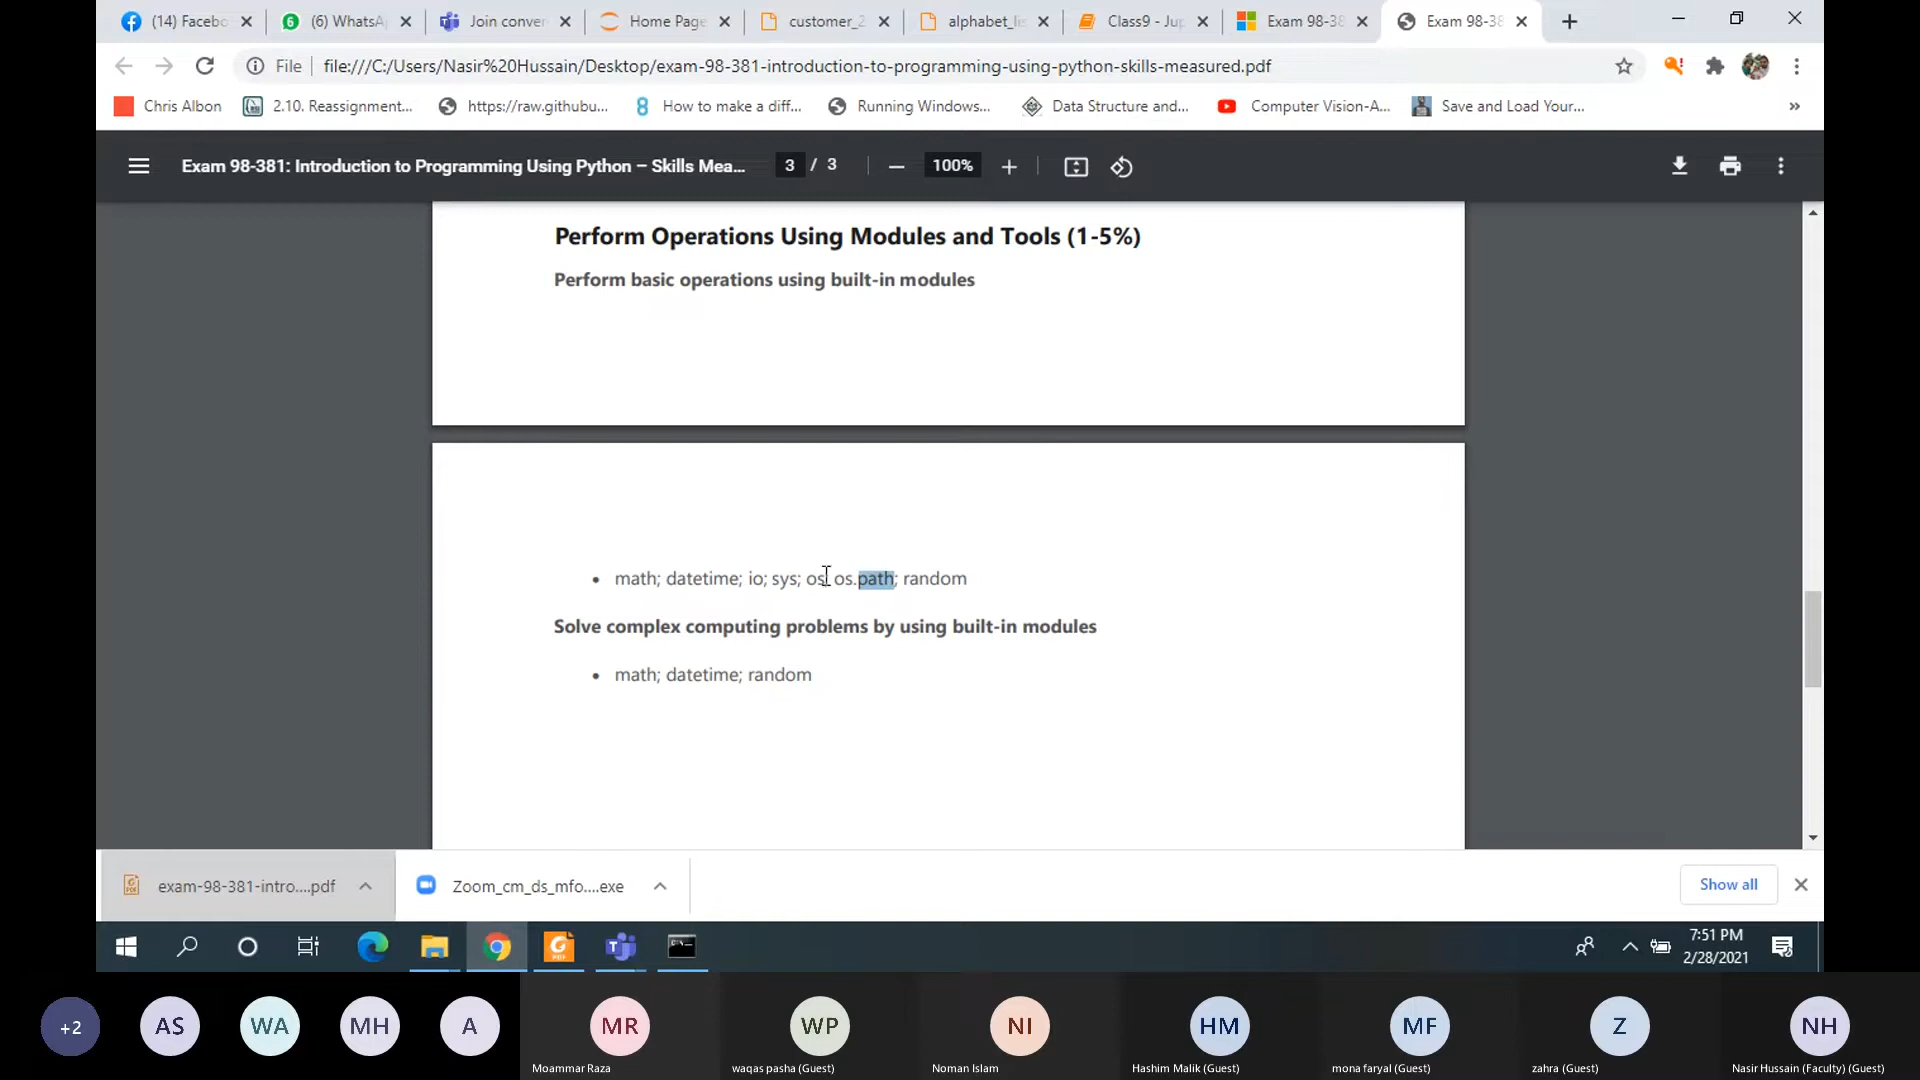 (14) Facebo
(6) WhatsA
Join conver
Home Page
customer_2
alphabet_lis
Class9 - Jup
Exam 98-38
Exam 98-38
File
file:///C:/Users/Nasir%20Hussain/Desktop/exam-98-381-introduction-to-programming-using-python-skills-measured.pdf
Chris Albon
2.10. Reassignment...
https://raw.githubu...
How to make a diff...
Running Windows...
Data Structure and...
Computer Vision-A...
Save and Load Your...
»
Exam 98-381: Introduction to Programming Using Python – Skills Mea...
3 / 3
100%
Perform Operations Using Modules and Tools (1-5%)
Perform basic operations using built-in modules
• math; datetime; io; sys; os; os.path; random
Solve complex computing problems by using built-in modules
• math; datetime; random
exam-98-381-intro....pdf
Zoom_cm_ds_mfo....exe
Show all
7:51 PM
2/28/2021
+2
AS
WA
MH
A
MR
WP
NI
HM
MF
Z
NH
Moammar Raza
waqas pasha (Guest)
Noman Islam
Hashim Malik (Guest)
mona faryal (Guest)
zahra (Guest)
Nasir Hussain (Faculty) (Guest)